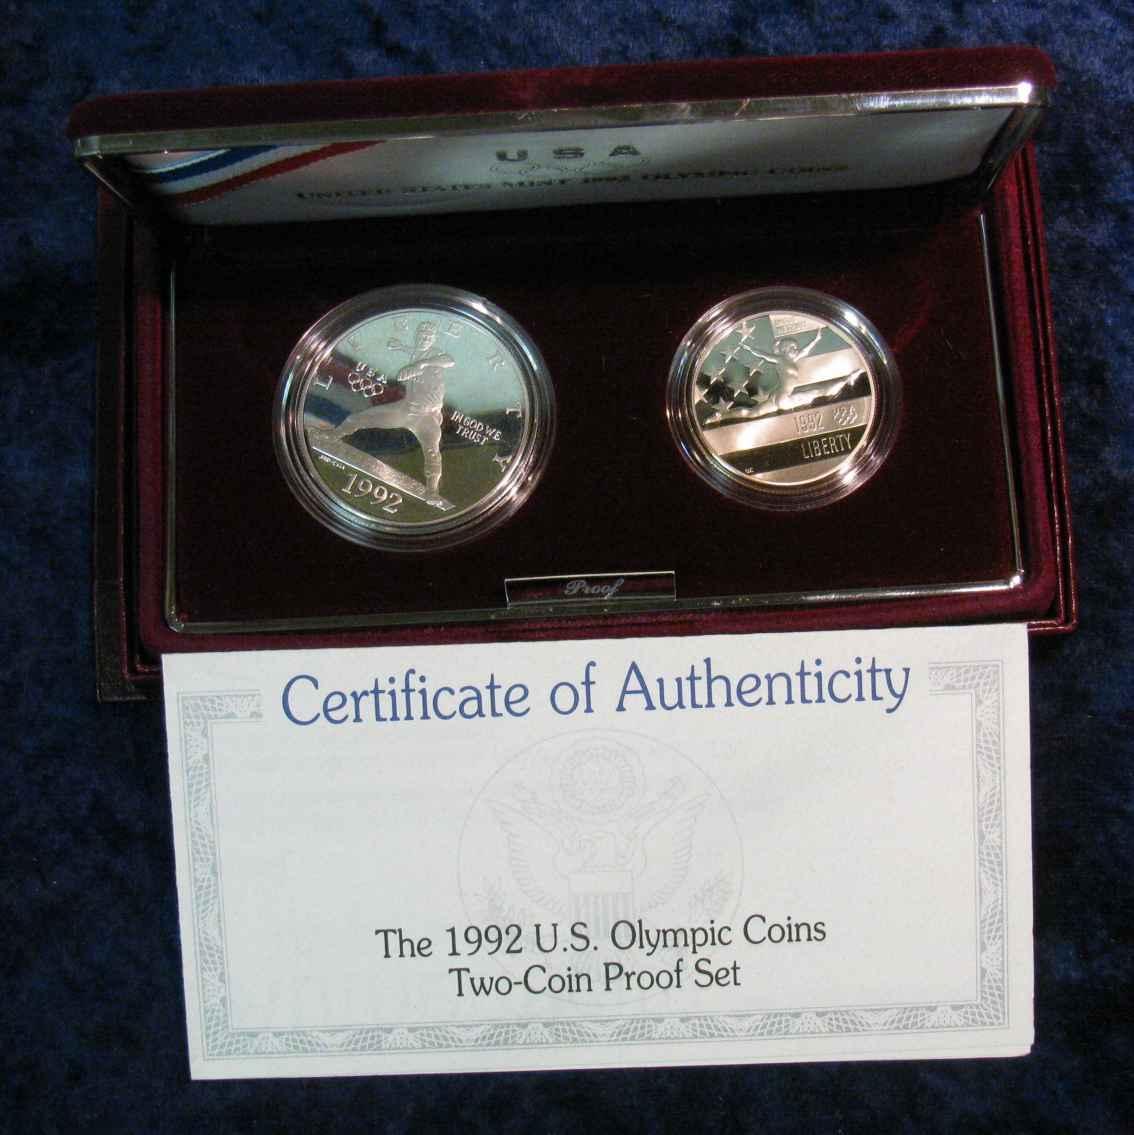 USA
UNITED STATES MINT 1992 OLYMPIC COINS
LIBERTY
USA
IN GOD WE
TRUST
1992
1992
LIBERTY
Proof
Certificate of Authenticity
The 1992 U.S. Olympic Coins
Two-Coin Proof Set